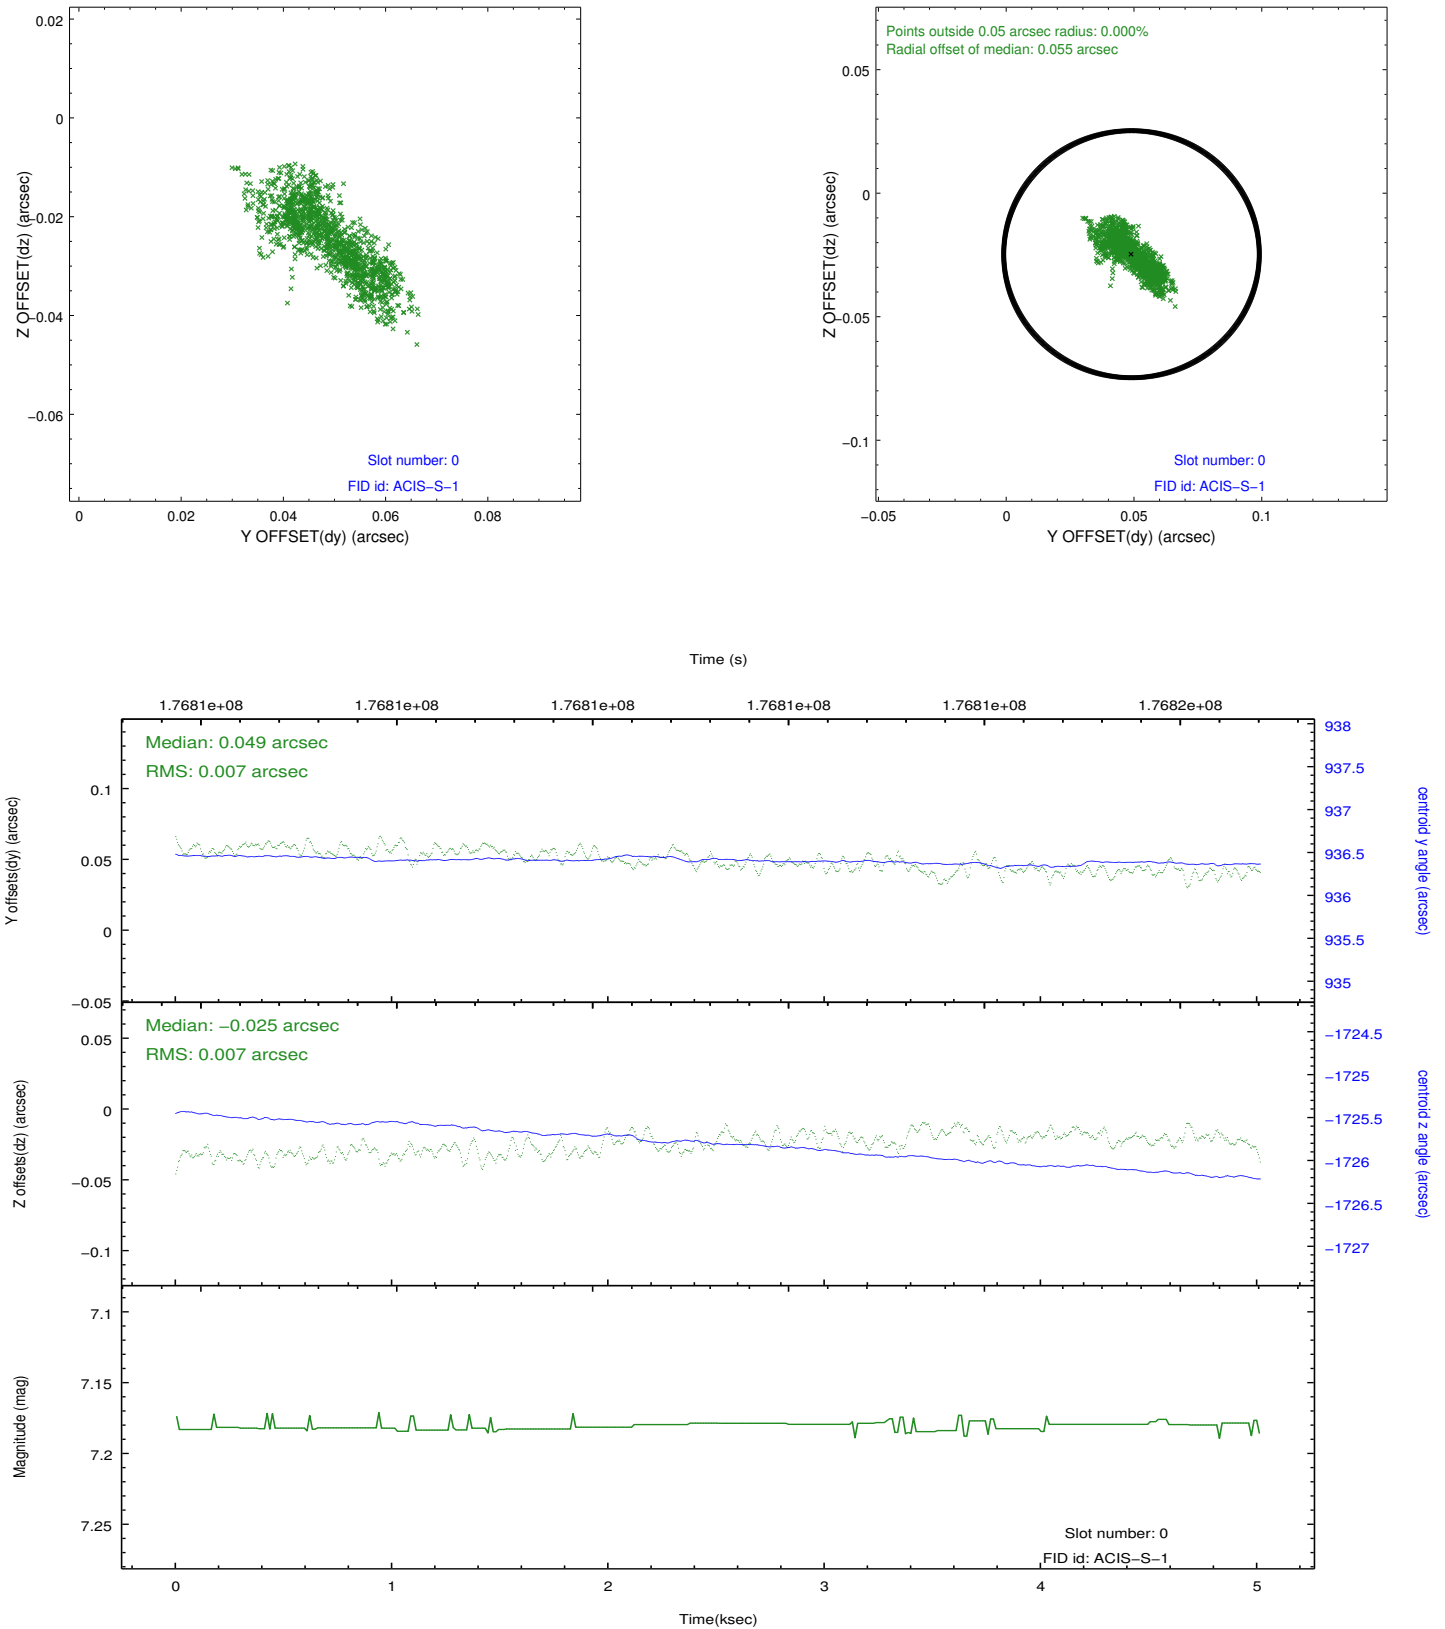 0.02
0
−0.02
−0.04
−0.06
Z OFFSET(dz) (arcsec)
Slot number: 0
FID id: ACIS−S−1
0 0.02 0.04 0.06 0.08
Y OFFSET(dy) (arcsec)
Points outside 0.05 arcsec radius: 0.000%
Radial offset of median: 0.055 arcsec
0.05
0
−0.05
−0.1
Z OFFSET(dz) (arcsec)
Slot number: 0
FID id: ACIS−S−1
−0.05 0 0.05 0.1
Y OFFSET(dy) (arcsec)
Time (s)
1.7681e+08 1.7681e+08 1.7681e+08 1.7681e+08 1.7681e+08 1.7682e+08
Median: 0.049 arcsec
RMS: 0.007 arcsec
0.1
0.05
0
−0.05
Y offsets(dy) (arcsec)
938
937.5
937
936.5
936
935.5
935
centroid y angle (arcsec)
Median: −0.025 arcsec
RMS: 0.007 arcsec
0.05
0
−0.05
−0.1
Z offsets(dz) (arcsec)
−1724.5
−1725
−1725.5
−1726
−1726.5
−1727
centroid z angle (arcsec)
7.1
7.15
7.2
7.25
Magnitude (mag)
Slot number: 0
FID id: ACIS−S−1
0 1 2 3 4 5
Time(ksec)